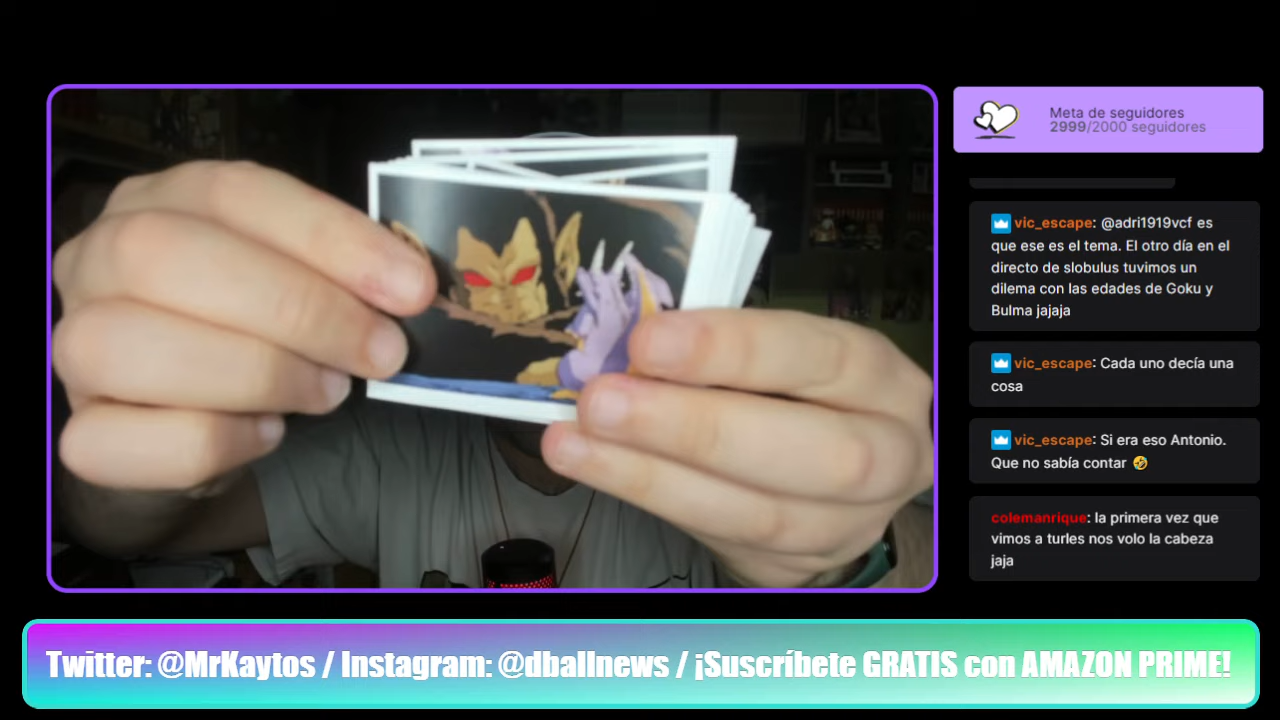 Meta de seguidores
2999/2000 seguidores
vic_escape: @adri1919vcf es
que ese es el tema. El otro día en el
directo de slobulus tuvimos un
dilema con las edades de Goku y
Bulma jajaja
vic_escape: Cada uno decía una
cosa
vic_escape: Si era eso Antonio.
Que no sabía contar 🤣
colemanrique: la primera vez que
vimos a turles nos volo la cabeza
jaja
Twitter: @MrKaytos / Instagram: @dballnews / ¡Suscríbete GRATIS con AMAZON PRIME!